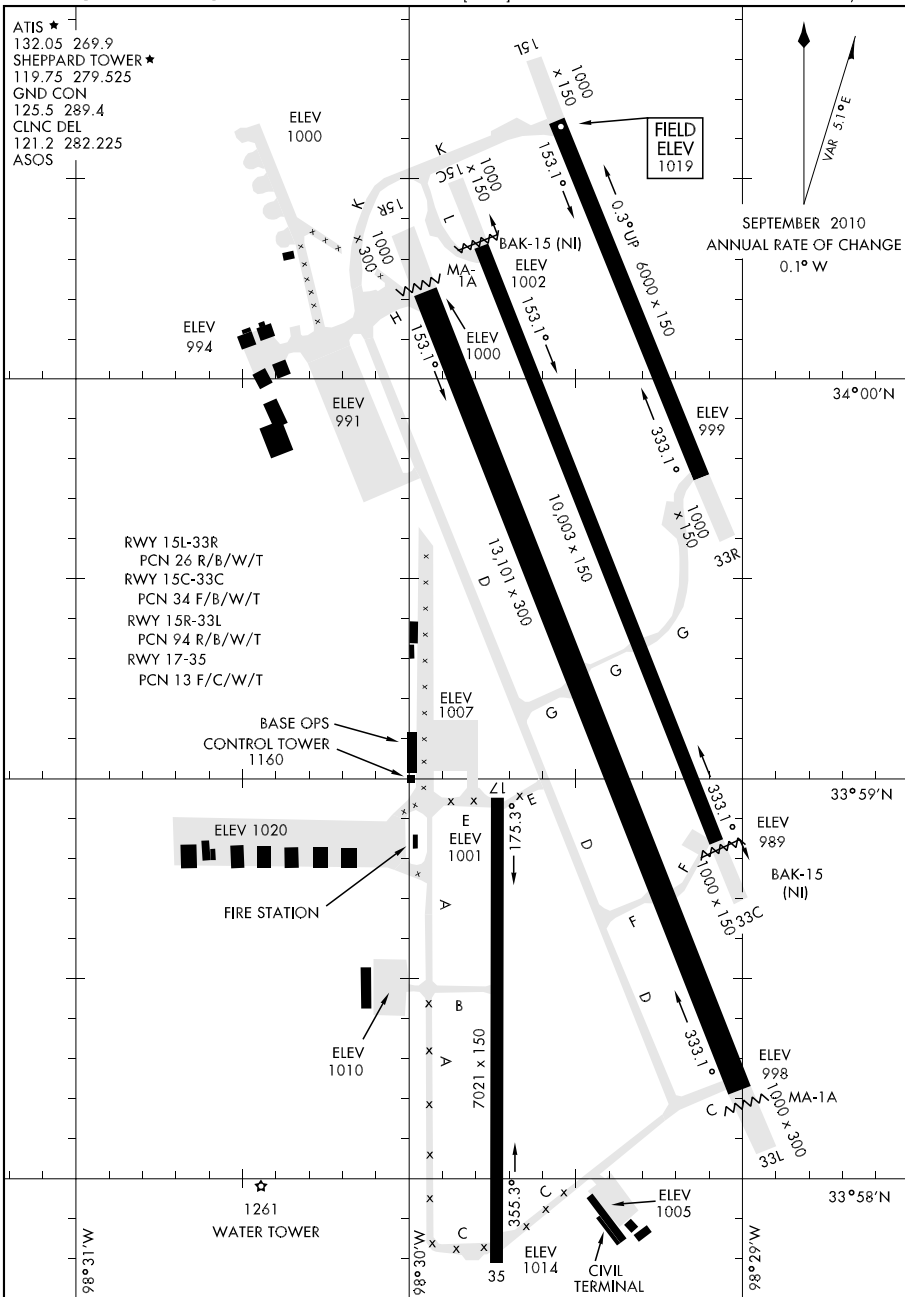 ATIS ★
132.05 269.9
SHEPPARD TOWER ★
119.75 279.525
GND CON
125.5 289.4
CLNC DEL
121.2 282.225
ASOS
ELEV
1000
15L
1000
x 150
FIELD
ELEV
1019
VAR 5.1°E
SEPTEMBER 2010
ANNUAL RATE OF CHANGE
0.1° W
K
15C
1000
x 150
153.1°
K
15R
L
1000
300
BAK-15 (NI)
0.3° UP
6000 x 150
MA-
1A
ELEV
1002
H
153.1°
ELEV
1000
153.1°
ELEV
994
ELEV
991
34°00'N
ELEV
999
333.1°
1000
x 150
33R
10,003 x 150
13,101 x 300
RWY 15L-33R
PCN 26 R/B/W/T
RWY 15C-33C
PCN 34 F/B/W/T
RWY 15R-33L
PCN 94 R/B/W/T
RWY 17-35
PCN 13 F/C/W/T
D
G
G
G
ELEV
1007
BASE OPS
CONTROL TOWER
1160
33°59'N
17
E
E
ELEV
1001
175.3°
333.1°
ELEV
989
BAK-15
(NI)
ELEV 1020
D
F
1000 x 150
33C
FIRE STATION
A
F
B
D
ELEV
1010
A
7021 x 150
333.1°
ELEV
998
C
MA-1A
1000 x 300
33L
1261
WATER TOWER
355.3°
C
ELEV
1005
33°58'N
C
ELEV
1014
35
CIVIL
TERMINAL
98°31'W
98°30'W
98°29'W